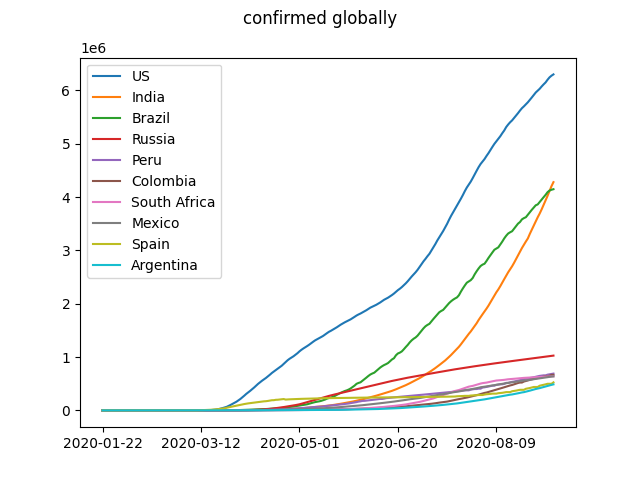 confirmed globally
1e6
6
5
4
3
2
1
0
US
India
Brazil
Russia
Peru
Colombia
South Africa
Mexico
Spain
Argentina
2020-01-22 2020-03-12 2020-05-01 2020-06-20 2020-08-09